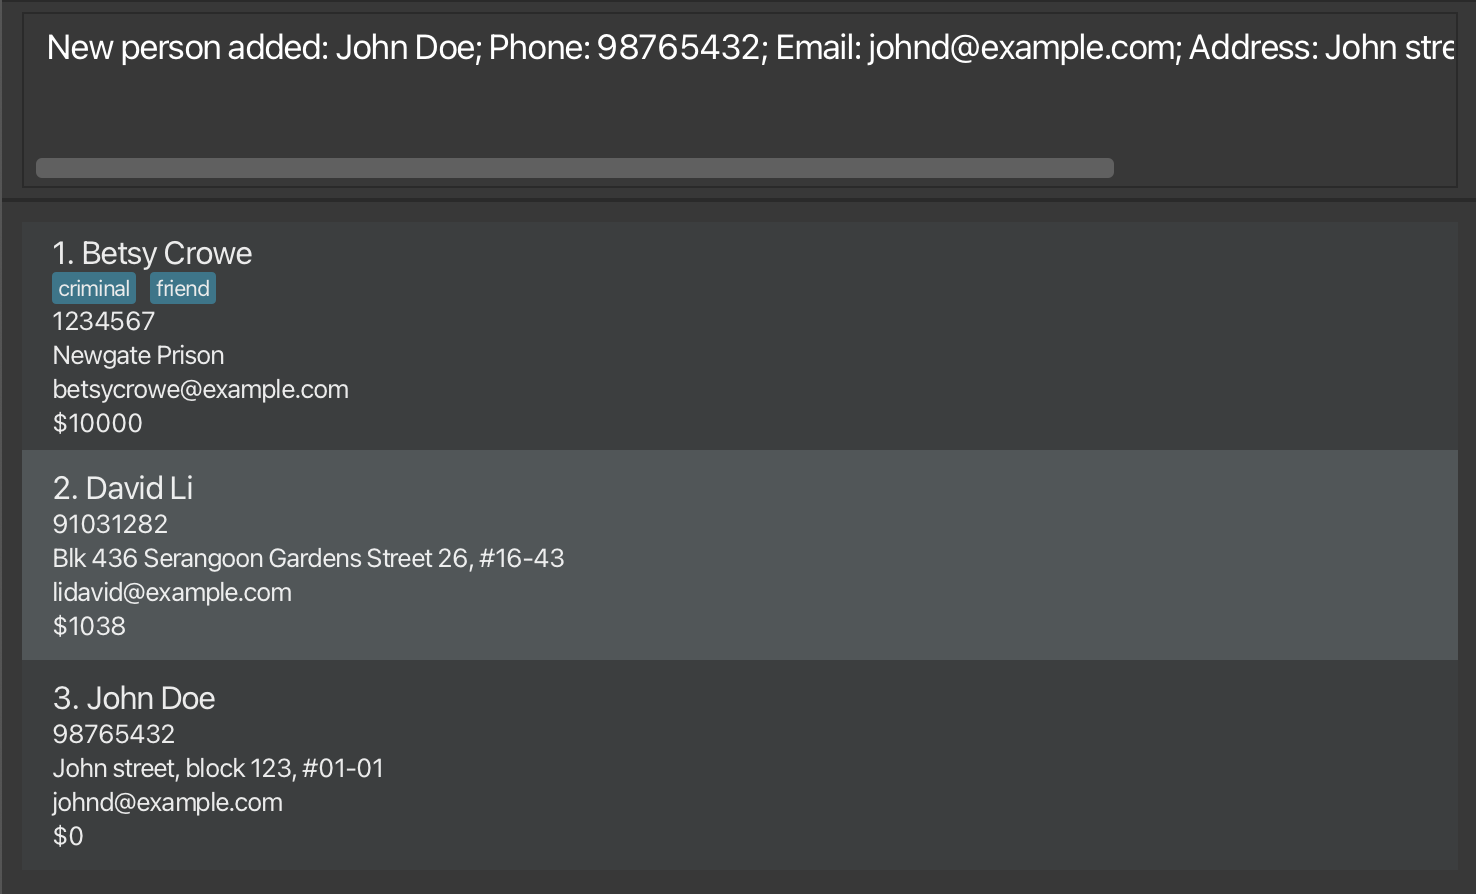 New person added: John Doe; Phone: 98765432; Email: johnd@example.com; Address: John stre
1. Betsy Crowe
criminal friend
1234567
Newgate Prison
betsycrowe@example.com
$10000
2. David Li
91031282
Blk 436 Serangoon Gardens Street 26, #16-43
lidavid@example.com
$1038
3. John Doe
98765432
John street, block 123, #01-01
johnd@example.com
$0